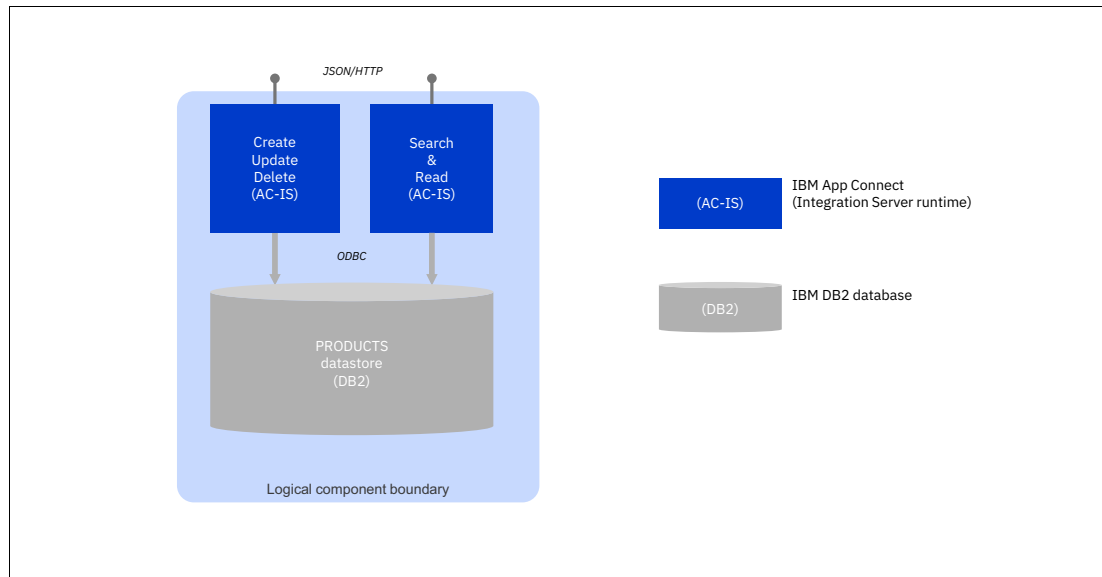 JSON/HTTP
Create
Update
Delete
(AC-IS)
Search
&
Read
(AC-IS)
ODBC
PRODUCTS
datastore
(DB2)
Logical component boundary
(AC-IS)
IBM App Connect
(Integration Server runtime)
(DB2)
IBM DB2 database